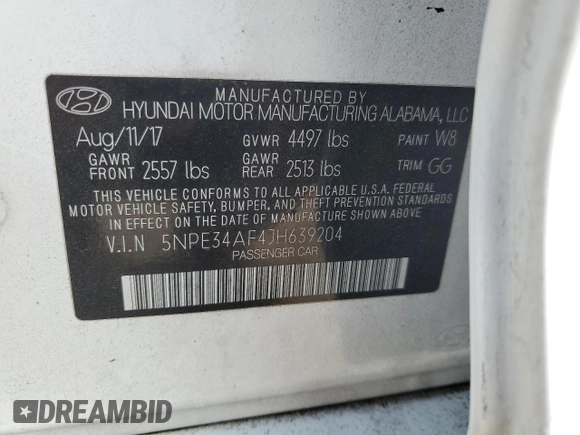 MANUFACTURED BY
HYUNDAI MOTOR MANUFACTURING ALABAMA, LLC
Aug/11/17 GVWR 4497 lbs PAINT W8
GAWR FRONT 2557 lbs GAWR REAR 2513 lbs TRIM GG
THIS VEHICLE CONFORMS TO ALL APPLICABLE U.S.A. FEDERAL
MOTOR VEHICLE SAFETY, BUMPER, AND THEFT PREVENTION STANDARDS
IN EFFECT ON THE DATE OF MANUFACTURE SHOWN ABOVE.
V.I.N 5NPE34AF4JH639204
PASSENGER CAR
DREAMBID